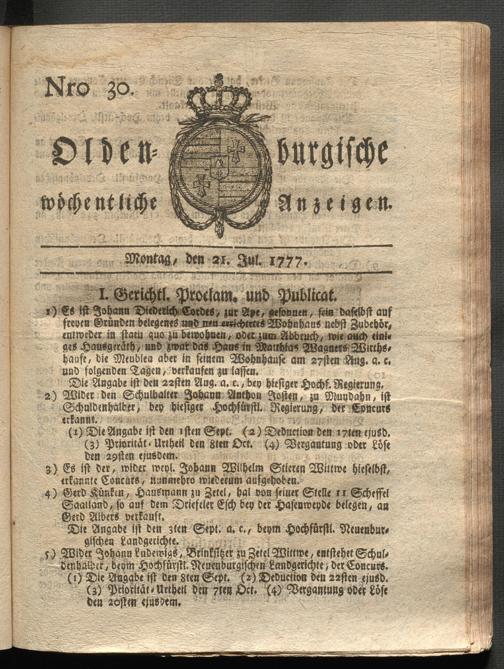 Nro 30.
Olden- burgische
wöchentliche Anzeigen.
Montag, den 21. Jul. 1777.
I. Gerichtl. Proclam. und Publicat.
1) Es ist Johann Diederich Cordes, zur Ape, gesonnen, sein daselbst auf
freyen Gründen belegenes und neu errichtetes Wohnhaus nebst Zubehör,
entweder in statu quo zu bewohnen, oder zum Abbruch, wie auch eini-
ges Hausgeräth, und zwar das Haus in Matthias Wagners Wirths-
hause, die Meublea aber in seinem Wohnhause am 27sten Aug. a. c.
und folgenden Tagen, verkaufen zu lassen.
Die Angabe ist den 22sten Aug. a. c., bey hiesiger Hochf. Regierung.
2) Wider den Schulhalter Johann Anthon Josten, zu Moydahn, ist
Schuldenhalber, bey hiesiger Hochfürstl. Regierung, der Concurs
erkannt.
(1) Die Angabe ist den 1sten Sept. (2) Deduction den 17ten ejusd.
(3) Priorität-Urtheil den 8ten Oct. (4) Vergantung oder Löse
den 29sten ejusdem.
3) Es ist der, wider weyl. Johann Wilhelm Stieren Wittwe hieselbst,
erkannte Concurs, nunmehro wiederum aufgehoben.
4) Gerd Künken, Hausmann zu Zetel, hat von seiner Stelle 11 Scheffel
Saatland, so auf dem Driefeler Esch bey der Hasenweyde belegen, an
Gerd Albers verkauft.
Die Angabe ist den 3ten Sept. a. c., beym Hochfürstl. Neuenbur-
gischen Landgerichte.
5) Wider Johann Ludewigs, Brinksitzer zu Zetel Wittwe, entstehet Schul-
denhalber, beym Hochfürstl. Neuenburgischen Landgerichte, der Concurs.
(1) Die Angabe ist den 8ten Sept. (2) Deduction den 22sten ejusd.
(3) Priorität-Urtheil den 7ten Oct. (4) Vergantung oder Löse
den 20sten ejusdem.